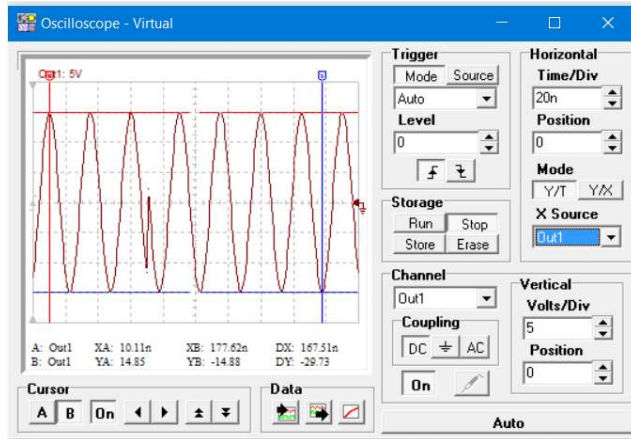 Oscilloscope - Virtual
Out1: 5V
A
B
A: Out1 XA: 10.11n XB: 177.62n DX: 167.51n
B: Out1 YA: 14.85 YB: -14.88 DY: -29.73
Cursor
A B On
Data
Trigger
Mode Source
Auto
Level
0
Storage
Run Stop
Store Erase
Channel
Out1
Coupling
DC AC
On
Horizontal
Time/Div
20n
Position
0
Mode
Y/T Y/X
X Source
Out1
Vertical
Volts/Div
5
Position
0
Auto